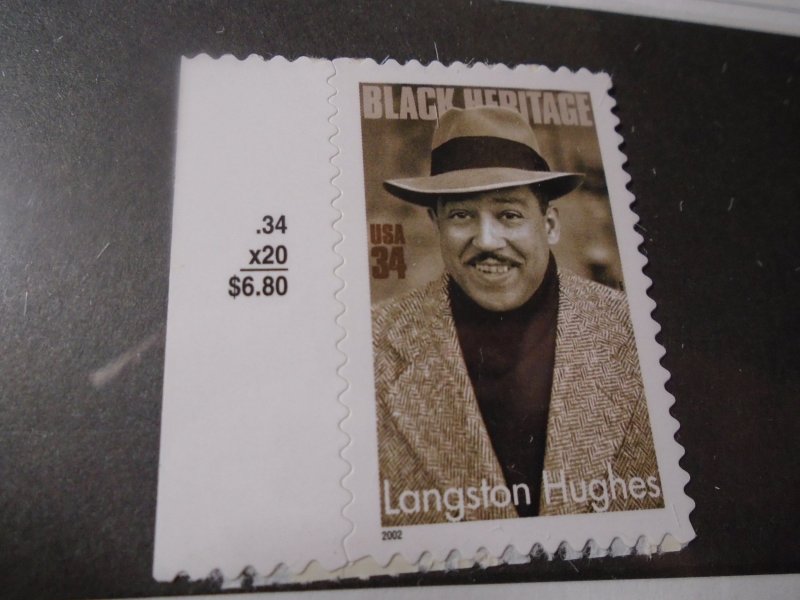 .34
x20
$6.80
BLACK HERITAGE
USA
34
Langston Hughes
2002